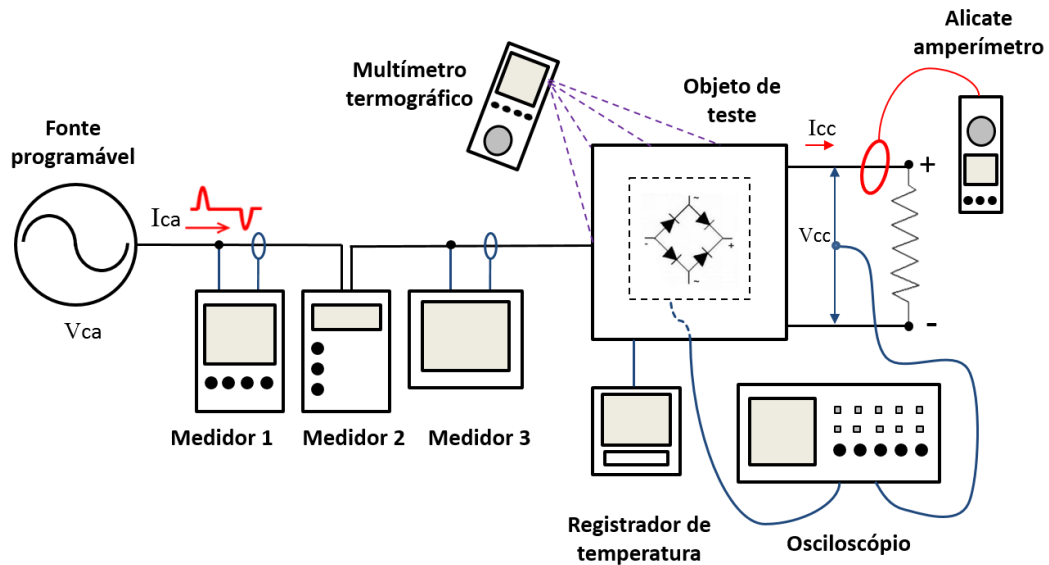 Alicate
amperímetro
Multímetro
termográfico
Objeto de
teste
Icc
Fonte
programável
Ica
+
Vcc
-
Vca
~
-
+
~
Medidor 1
Medidor 2
Medidor 3
Registrador de
temperatura
Osciloscópio